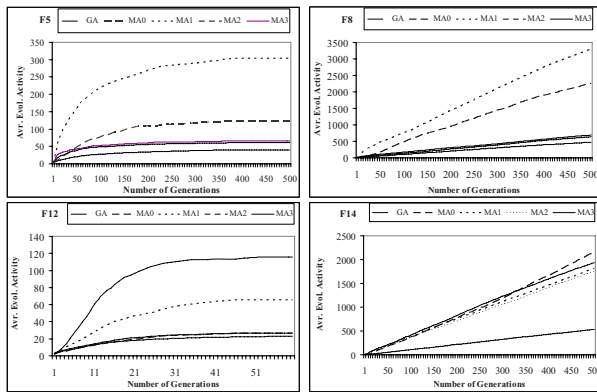 F5 GA MA0 MA1 MA2 MA3
Avr. Evol. Activity
350
300
250
200
150
100
50
0
1 50 100 150 200 250 300 350 400 450 500
Number of Generations
F8 GA MA0 MA1 MA2 MA3
Avr. Evol. Activity
3500
3000
2500
2000
1500
1000
500
0
1 50 100 150 200 250 300 350 400 450 500
Number of Generations
F12 GA MA0 MA1 MA2 MA3
Avr. Evol. Activity
140
120
100
80
60
40
20
0
1 11 21 31 41 51
Number of Generations
F14 GA MA0 MA1 MA2 MA3
Avr. Evol. Activity
2500
2000
1500
1000
500
0
1 50 100 150 200 250 300 350 400 450 500
Number of Generations